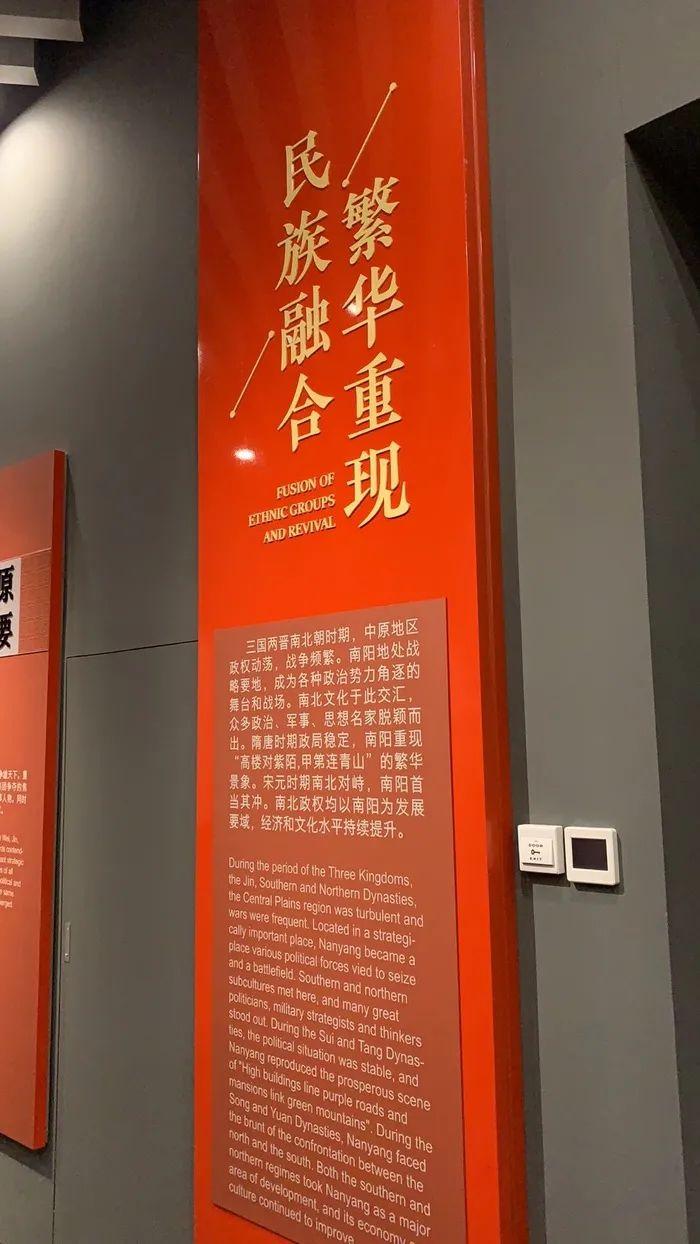 民族融合
繁华重现
FUSION OF
ETHNIC GROUPS
AND REVIVAL
三国两晋南北朝时期，中原地区
政权动荡，战争频繁。南阳地处战
略要地，成为各种政治势力角逐的
舞台和战场。南北文化于此交汇，
众多政治、军事、思想名家脱颖而
出。隋唐时期政局稳定，南阳重现
“高楼对紫陌,甲第连青山”的繁华
景象。宋元时期南北对峙，南阳首
当其冲。南北政权均以南阳为发展
要域，经济和文化水平持续提升。
During the period of the Three Kingdoms,
the Jin, Southern and Northern Dynasties,
the Central Plains region was turbulent and
wars were frequent. Located in a strategi-
cally important place, Nanyang became a
place various political forces vied to seize
and a battlefield. Southern and northern
subcultures met here, and many great
politicians, military strategists and thinkers
stood out. During the Sui and Tang Dynas-
ties, the political situation was stable, and
Nanyang reproduced the prosperous scene
of "High buildings line purple roads and
mansions link green mountains". During the
Song and Yuan Dynasties, Nanyang faced
the brunt of the confrontation between the
north and the south. Both the southern and
northern regimes took Nanyang as a major
area of development, and its economy
culture continued to improve.
原
要
DOOR
EXIT